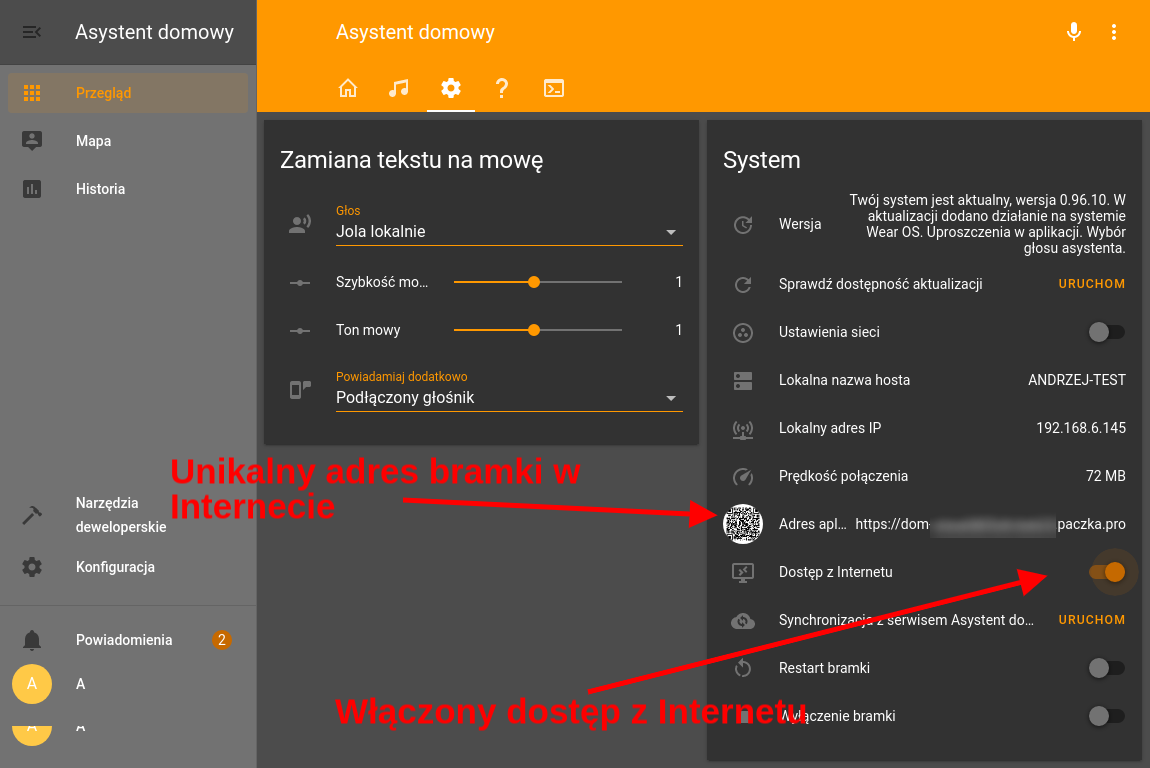 Asystent domowy
Przegląd
Mapa
Historia
Narzędzia
deweloperskie
Konfiguracja
Powiadomienia 2
A A
A A
Asystent domowy
Zamiana tekstu na mowę
Głos
Jola lokalnie
Szybkość mo... 1
Ton mowy 1
Powiadamiaj dodatkowo
Podłączony głośnik
System
Wersja
Twój system jest aktualny, wersja 0.96.10. W
aktualizacji dodano działanie na systemie
Wear OS. Uproszczenia w aplikacji. Wybór
głosu asystenta.
Sprawdź dostępność aktualizacji URUCHOM
Ustawienia sieci
Lokalna nazwa hosta ANDRZEJ-TEST
Lokalny adres IP 192.168.6.145
Prędkość połączenia 72 MB
Adres apl... https://dom- paczka.pro
Dostęp z Internetu
Synchronizacja z serwisem Asystent do... URUCHOM
Restart bramki
Wyłączenie bramki
Unikalny adres bramki w
Internecie
Włączony dostęp z Internetu